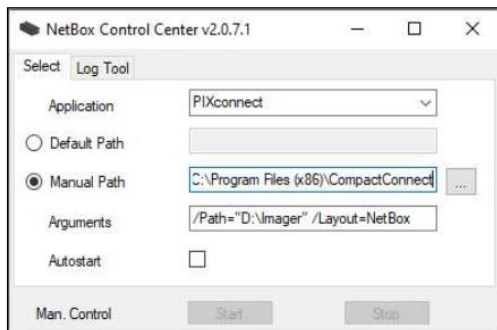 NetBox Control Center v2.0.7.1
Select Log Tool
Application PIXconnect
Default Path
Manual Path C:\Program Files (x86)\CompactConnect ...
Arguments /Path="D:\Imager" /Layout=NetBox
Autostart
Man. Control Start Stop